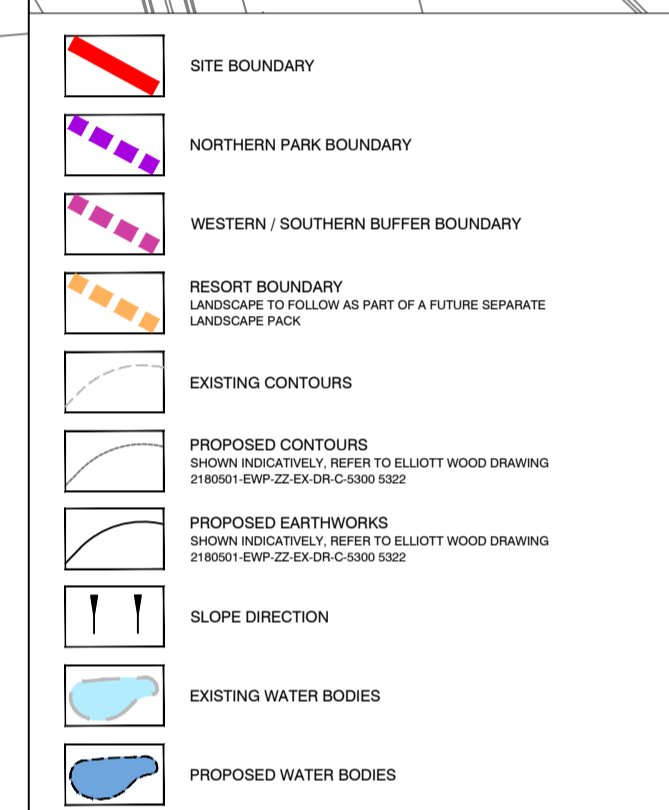 SITE BOUNDARY
NORTHERN PARK BOUNDARY
WESTERN / SOUTHERN BUFFER BOUNDARY
RESORT BOUNDARY
LANDSCAPE TO FOLLOW AS PART OF A FUTURE SEPARATE
LANDSCAPE PACK
EXISTING CONTOURS
PROPOSED CONTOURS
SHOWN INDICATIVELY, REFER TO ELLIOTT WOOD DRAWING
2180501-EWP-ZZ-EX-DR-C-5300 5322
PROPOSED EARTHWORKS
SHOWN INDICATIVELY, REFER TO ELLIOTT WOOD DRAWING
2180501-EWP-ZZ-EX-DR-C-5300 5322
SLOPE DIRECTION
EXISTING WATER BODIES
PROPOSED WATER BODIES